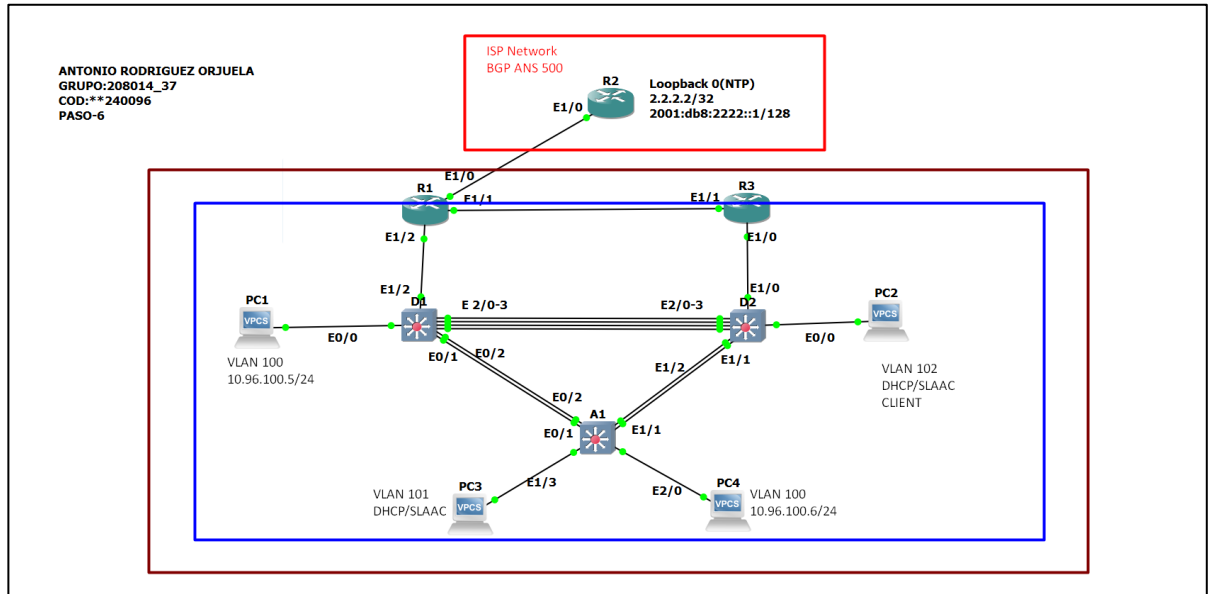 ISP Network
BGP ANS 500
ANTONIO RODRIGUEZ ORJUELA
GRUPO:208014_37
COD:**240096
PASO-6
R2
Loopback 0(NTP)
2.2.2.2/32
2001:db8:2222::1/128
E1/0
E1/0
R1
E1/1
R3
E1/1
E1/2
E1/0
E1/2
E1/0
PC1
VPCS
D1
E 2/0-3
E2/0-3
D2
PC2
VPCS
E0/0
E0/1
E0/2
E1/2
E1/1
E0/0
VLAN 100
10.96.100.5/24
VLAN 102
DHCP/SLAAC
CLIENT
E0/2
A1
E0/1
E1/1
E1/3
E2/0
VLAN 101
DHCP/SLAAC
PC3
VPCS
PC4
VPCS
VLAN 100
10.96.100.6/24